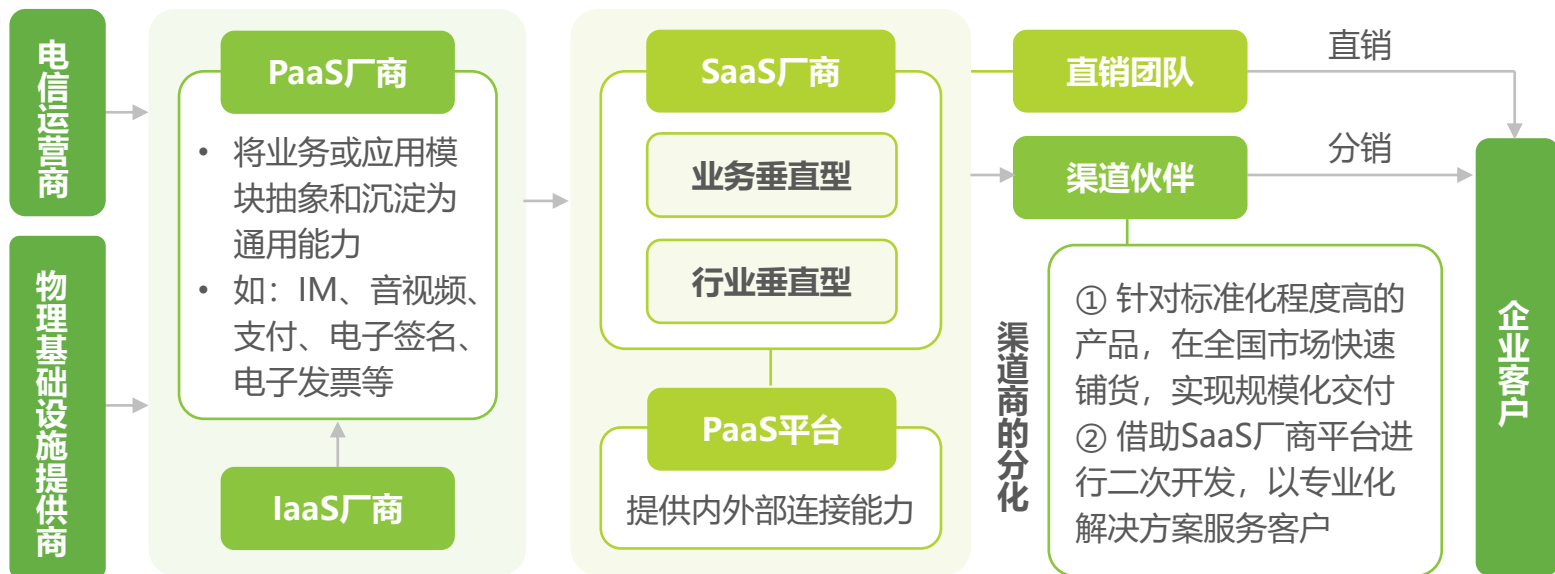 电信运营商
物理基础设施提供商
PaaS厂商
• 将业务或应用模
块抽象和沉淀为
通用能力
• 如：IM、音视频、
支付、电子签名、
电子发票等
IaaS厂商
SaaS厂商
业务垂直型
行业垂直型
PaaS平台
提供内外部连接能力
直销团队
直销
渠道伙伴
分销
渠道商的分化
① 针对标准化程度高的
产品，在全国市场快速
铺货，实现规模化交付
② 借助SaaS厂商平台进
行二次开发，以专业化
解决方案服务客户
企业客户